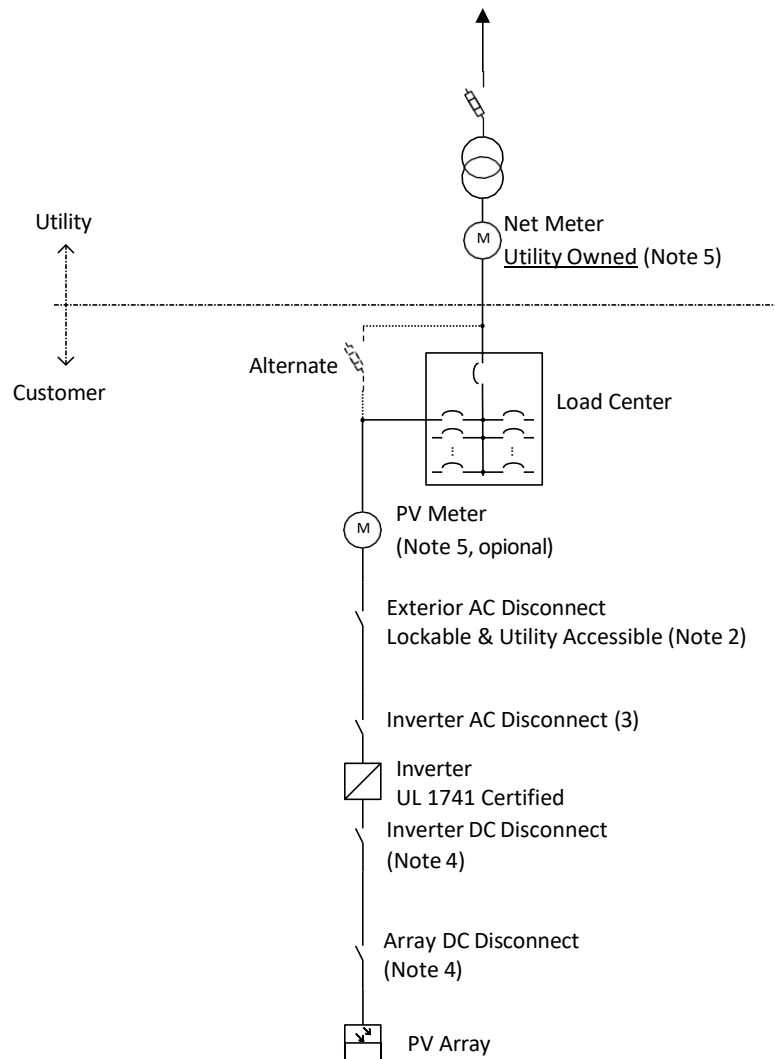 Utility
Net Meter
M
Utility Owned (Note 5)
Alternate
Customer
Load Center
PV Meter
M
(Note 5, opional)
Exterior AC Disconnect
Lockable & Utility Accessible (Note 2)
Inverter AC Disconnect (3)
Inverter
UL 1741 Certified
Inverter DC Disconnect
(Note 4)
Array DC Disconnect
(Note 4)
PV Array